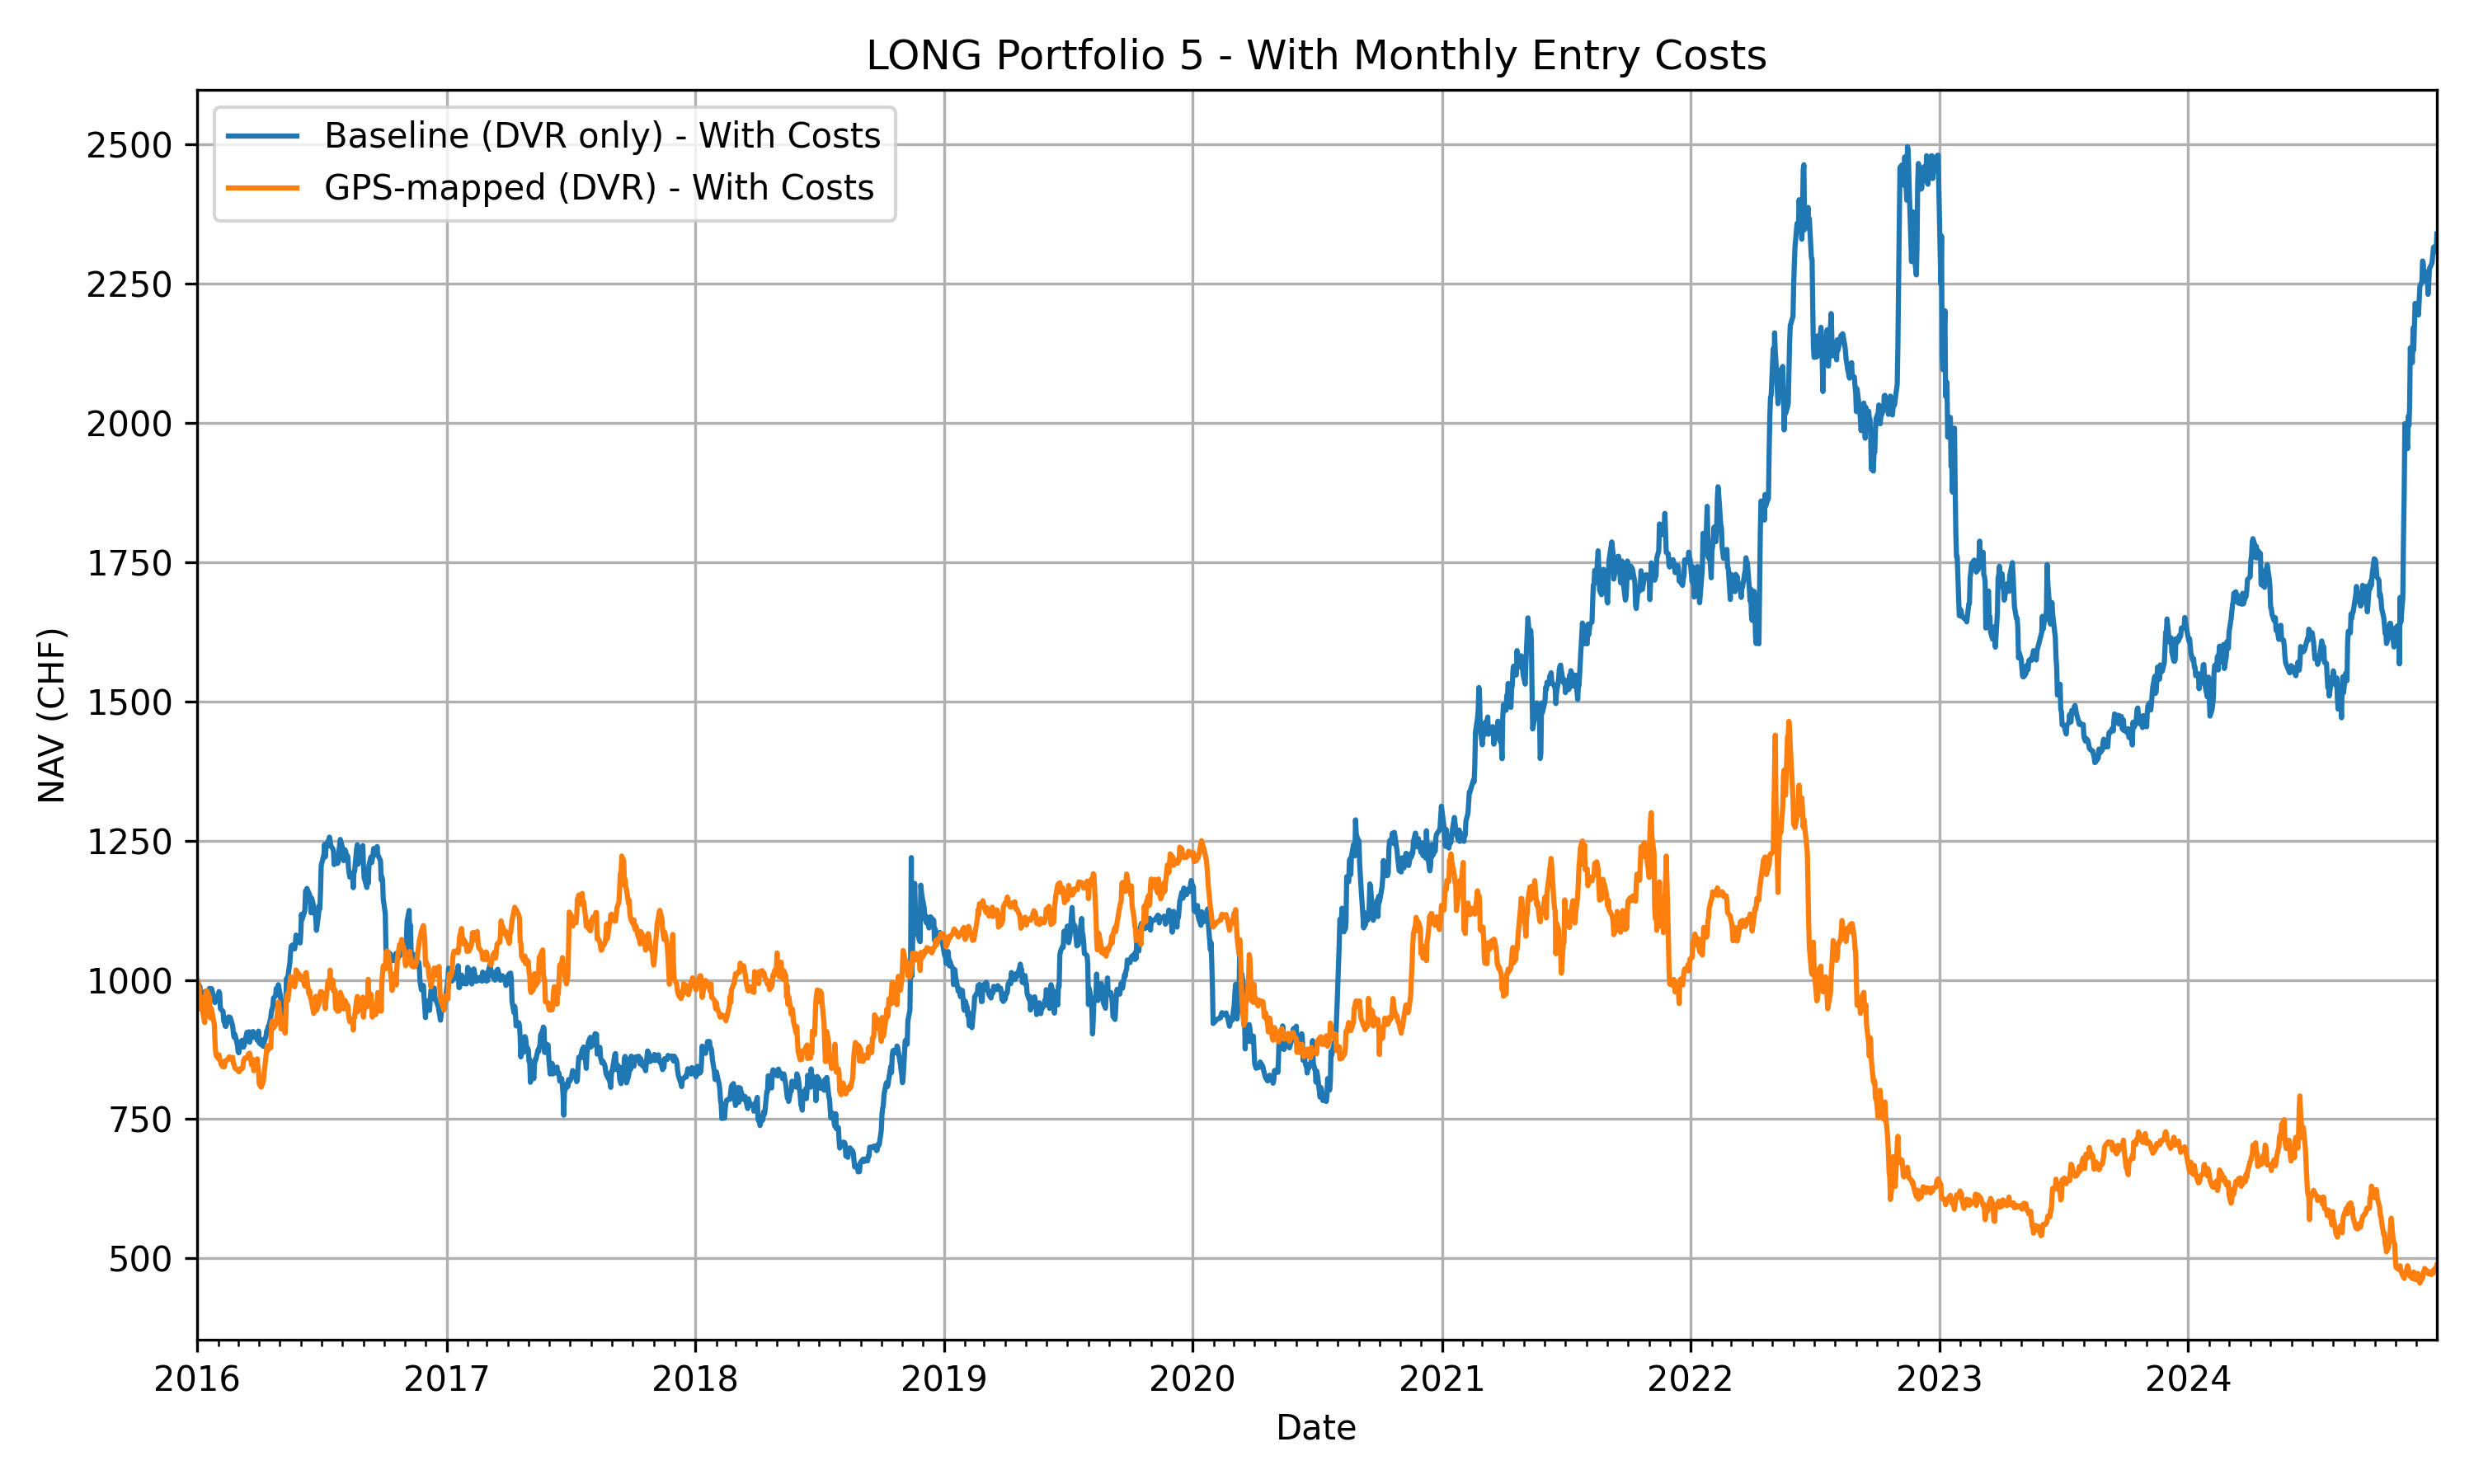 LONG Portfolio 5 - With Monthly Entry Costs
Baseline (DVR only) - With Costs
GPS-mapped (DVR) - With Costs
2500
2250
2000
1750
1500
1250
1000
750
500
NAV (CHF)
2016 2017 2018 2019 2020 2021 2022 2023 2024
Date